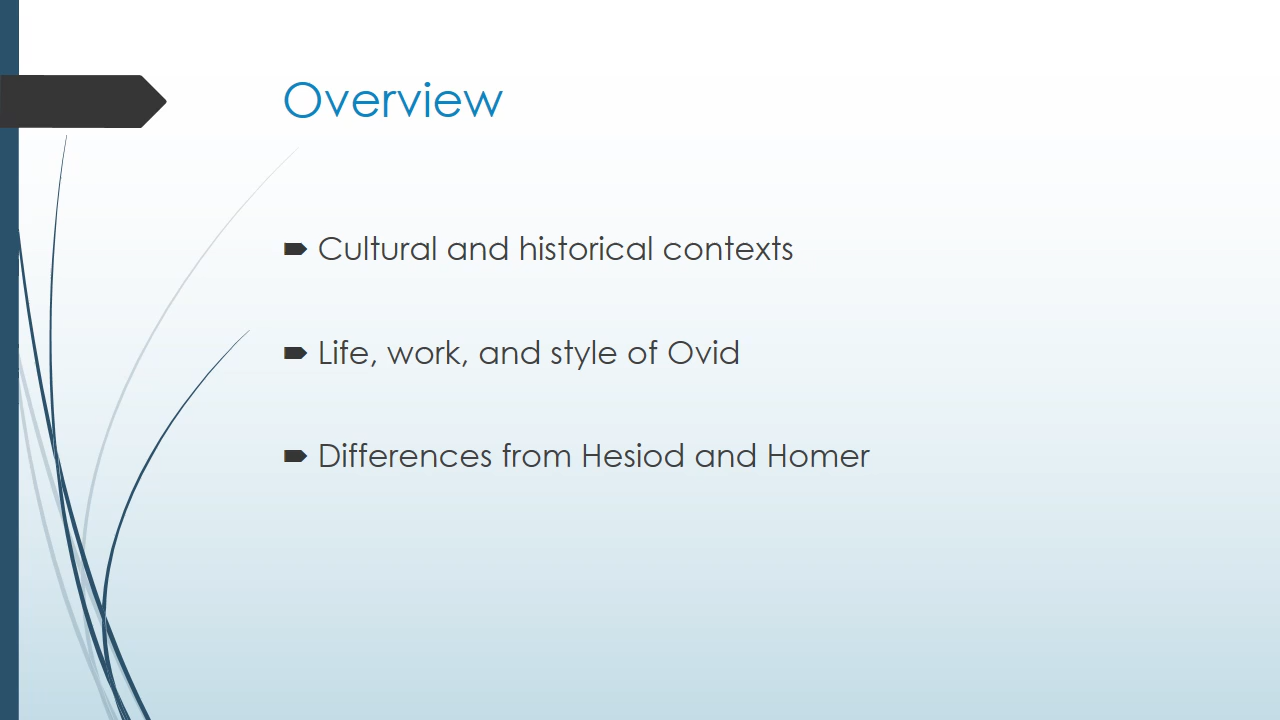 Overview
Cultural and historical contexts
Life, work, and style of Ovid
Differences from Hesiod and Homer